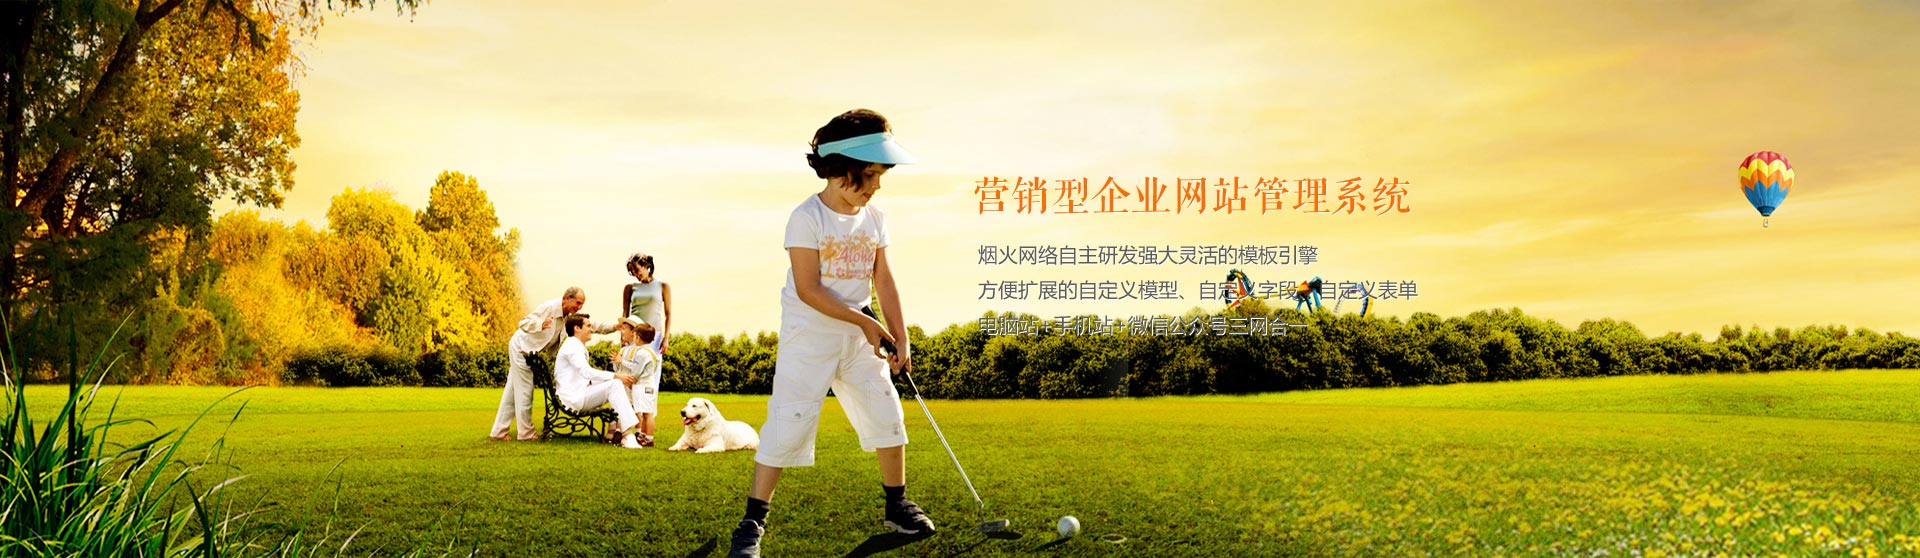 营销型企业网站管理系统
烟火网络自主研发强大灵活的模板引擎
方便扩展的自定义模型、自定义字段、自定义表单
电脑站+手机站+微信公众号三网合一
Aloha